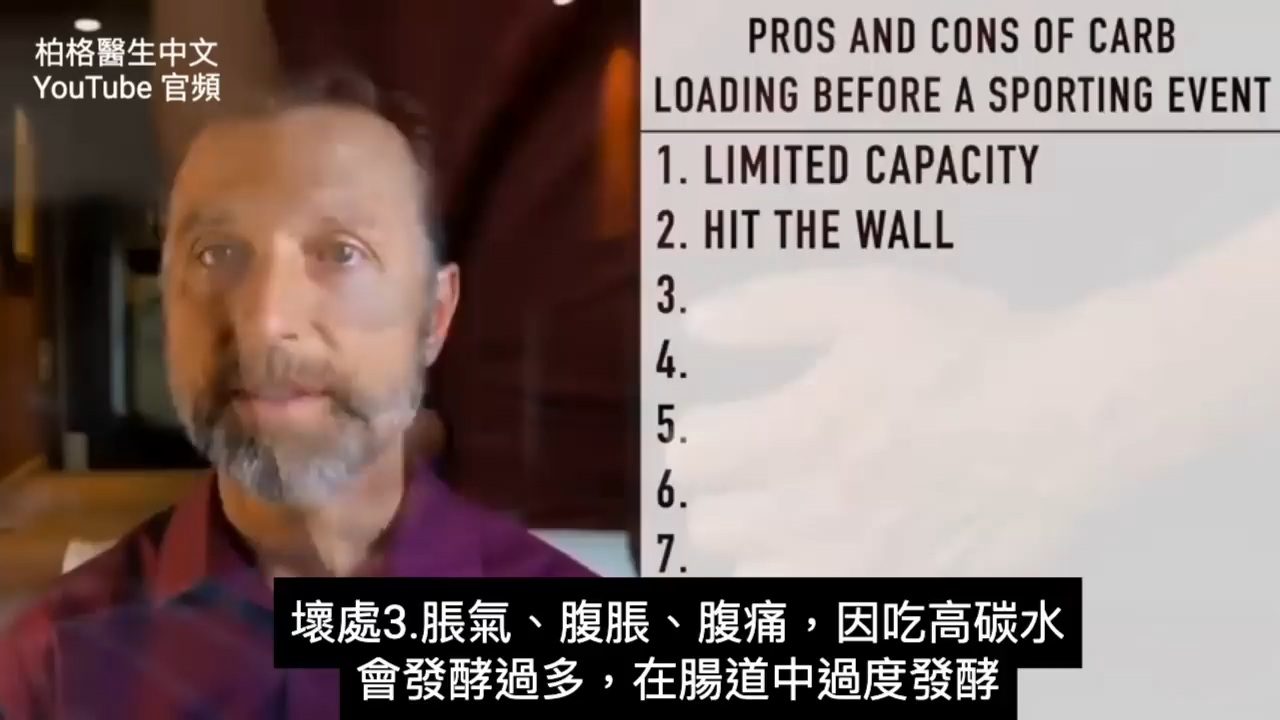 柏格醫生中文
YouTube 官頻
PROS AND CONS OF CARB
LOADING BEFORE A SPORTING EVENT
1. LIMITED CAPACITY
2. HIT THE WALL
3.
4.
5.
6.
7.
壞處3.脹氣、腹脹、腹痛，因吃高碳水
會發酵過多，在腸道中過度發酵